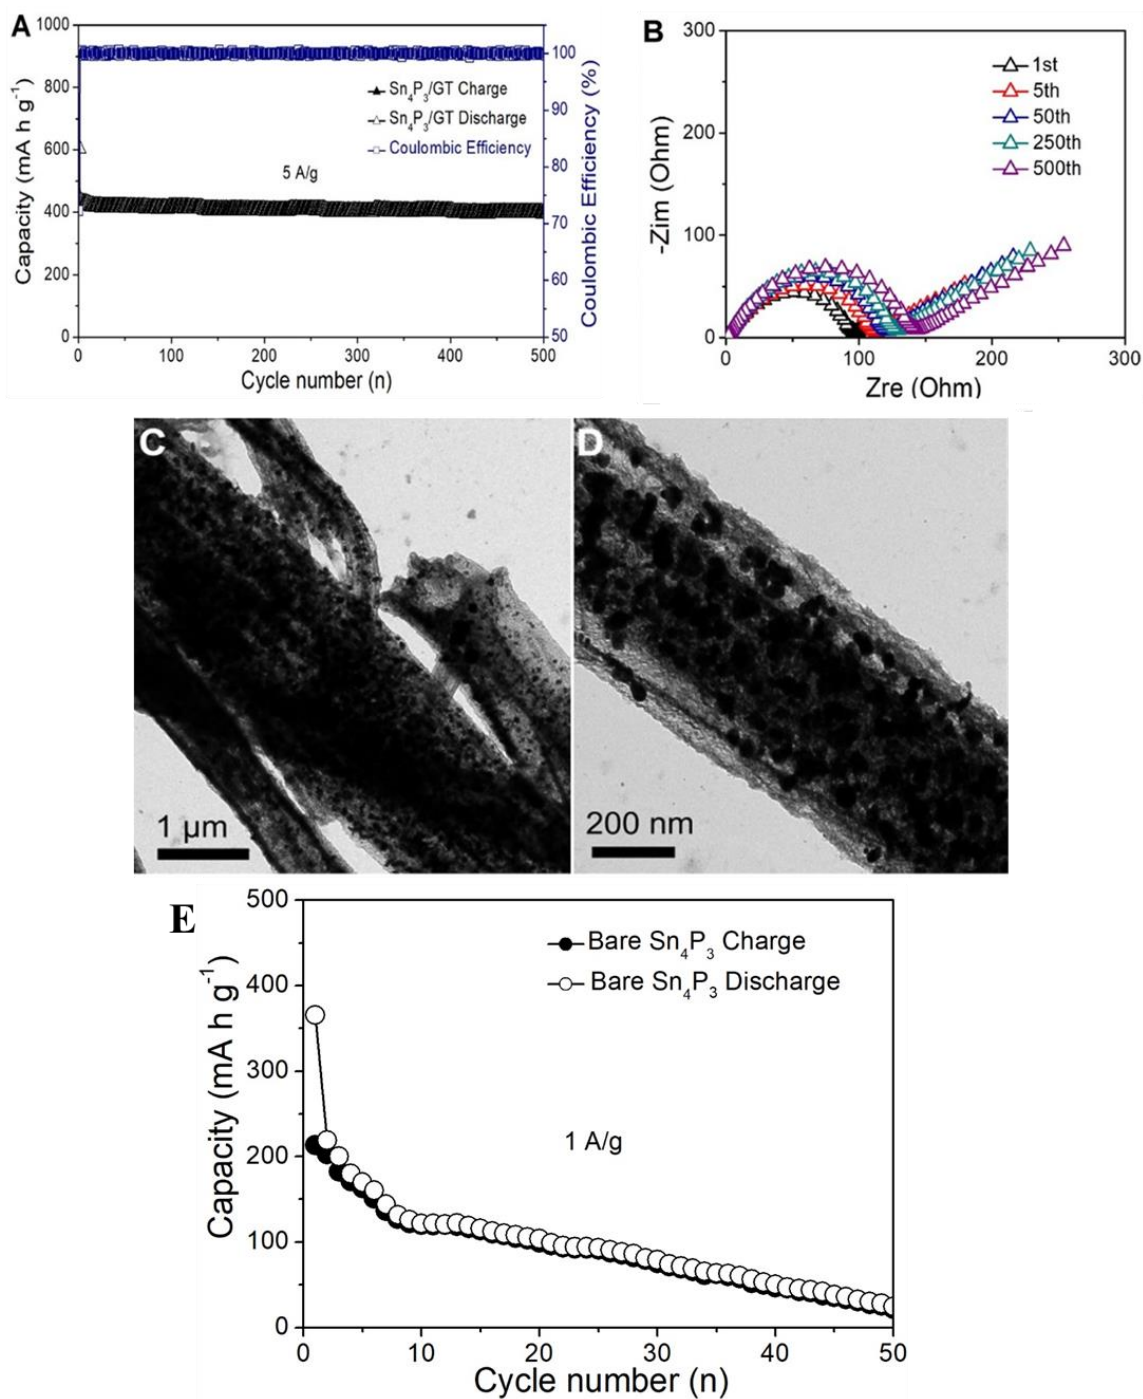 A
Capacity (mA h g⁻¹)
1000
800
600
400
200
0
Sn₄P₃/GT Charge
Sn₄P₃/GT Discharge
Coulombic Efficiency
5 A/g
100
90
80
70
60
50
Coulombic Efficiency (%)
0 100 200 300 400 500
Cycle number (n)
B
-Zim (Ohm)
300
200
100
0
1st
5th
50th
250th
500th
0 100 200 300
Zre (Ohm)
C
1 µm
D
200 nm
E
Capacity (mA h g⁻¹)
500
400
300
200
100
0
Bare Sn₄P₃ Charge
Bare Sn₄P₃ Discharge
1 A/g
0 10 20 30 40 50
Cycle number (n)